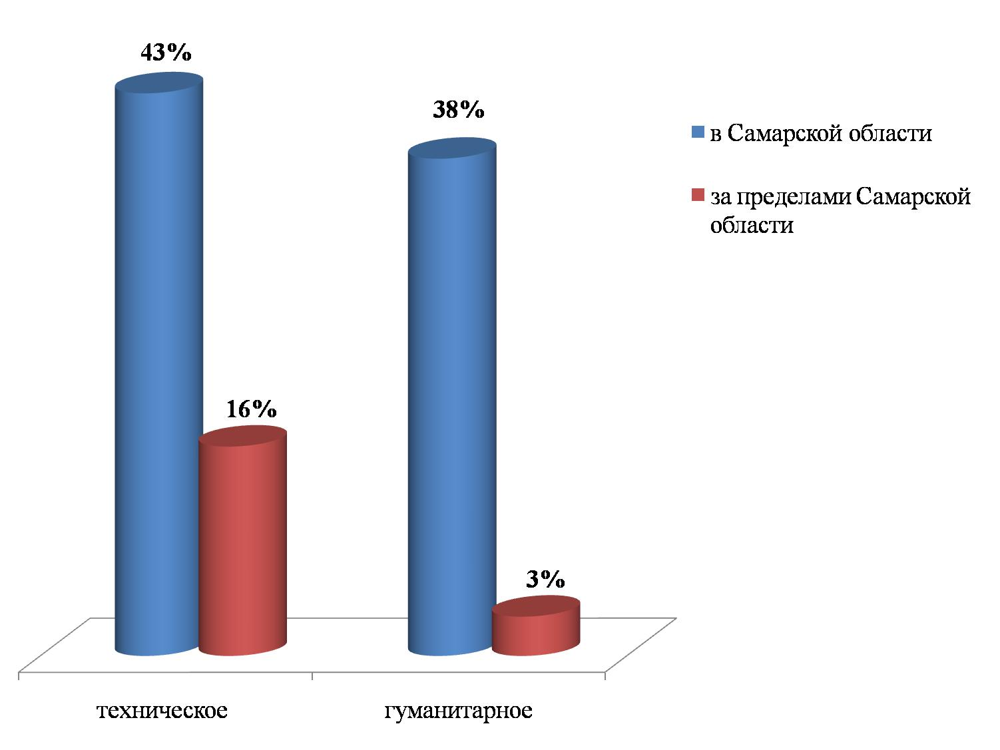 43%
38%
в Самарской области
за пределами Самарской
области
16%
3%
техническое
гуманитарное